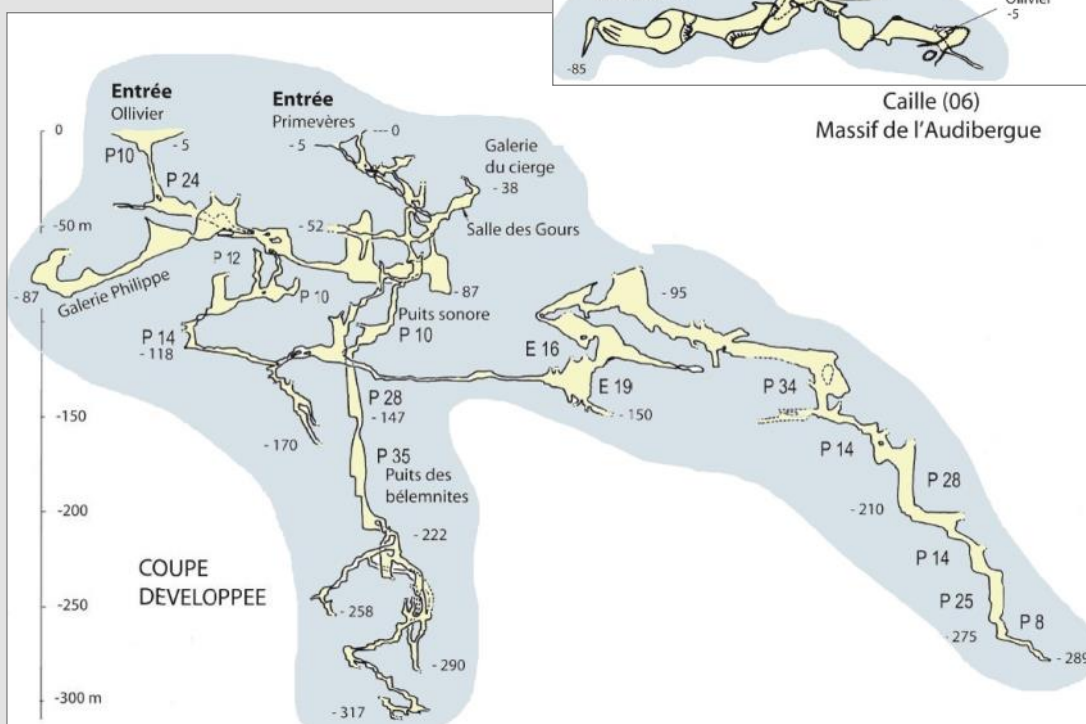 Ollivier
-5
-85
Caille (06)
Massif de l'Audibergue
Entrée
Ollivier
Entrée
Primevères
0
--- 0
- 5
- 5
P10
P 24
Galerie
du cierge
- 38
Salle des Gours
-50 m
- 52
P 12
- 87
Galerie Philippe
P 10
- 87
Puits sonore
P 10
- 95
P 14
- 118
E 16
E 19
- 150
P 34
P 28
- 147
-150
- 170
P 14
P 35
Puits des
bélemnites
P 28
-200
- 210
- 222
P 14
COUPE
DEVELOPPEE
-250
- 258
P 25
P 8
- 275
- 289
- 290
-300 m
- 317